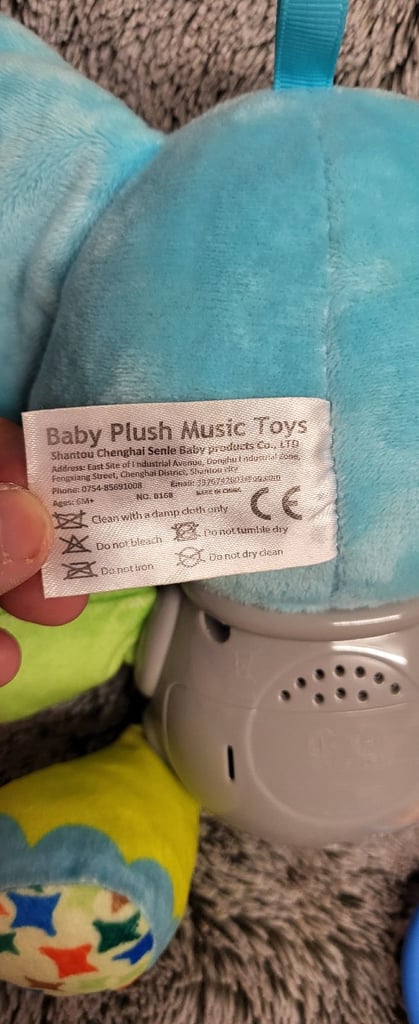 Baby Plush Music Toys
Shantou Chenghai Senle Baby products Co., LTD
Address: East Site of Industrial Avenue, Donghu Industrial Zone,
Fengxiang Street, Chenghai District, Shantou city
Phone: 0754-85691008 Email:
Ages: 6M+ NO. B168 MADE IN CHINA
CE
Clean with a damp cloth only Do not tumble dry
Do not bleach
Do not iron Do not dry clean